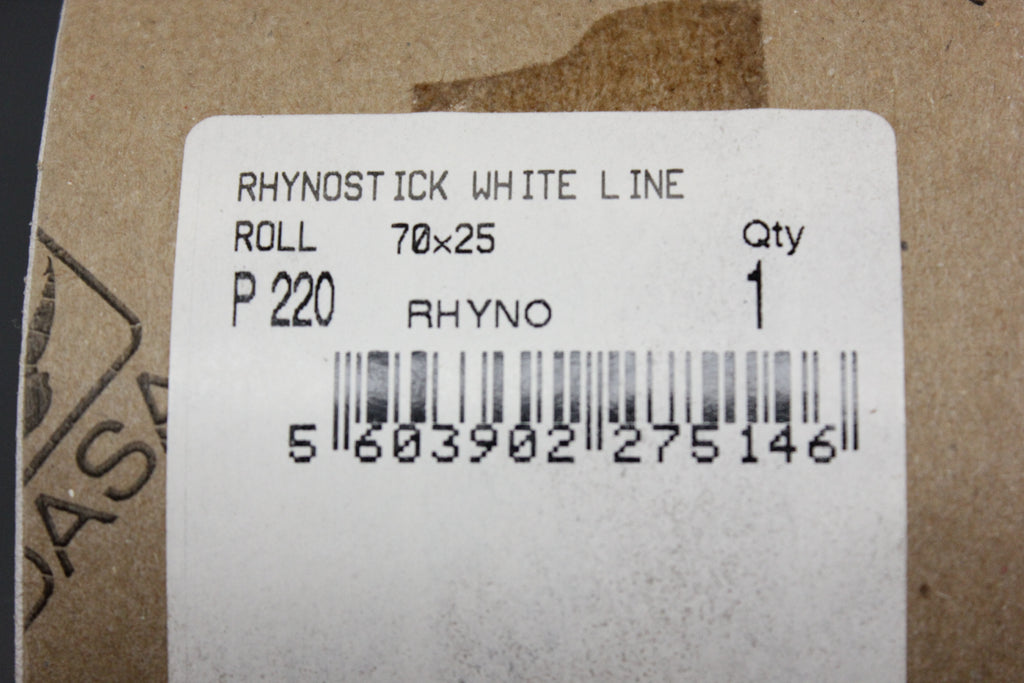 RHYNOSTICK WHITE LINE
ROLL 70x25 Qty
P 220 RHYNO 1
5 603902 275146